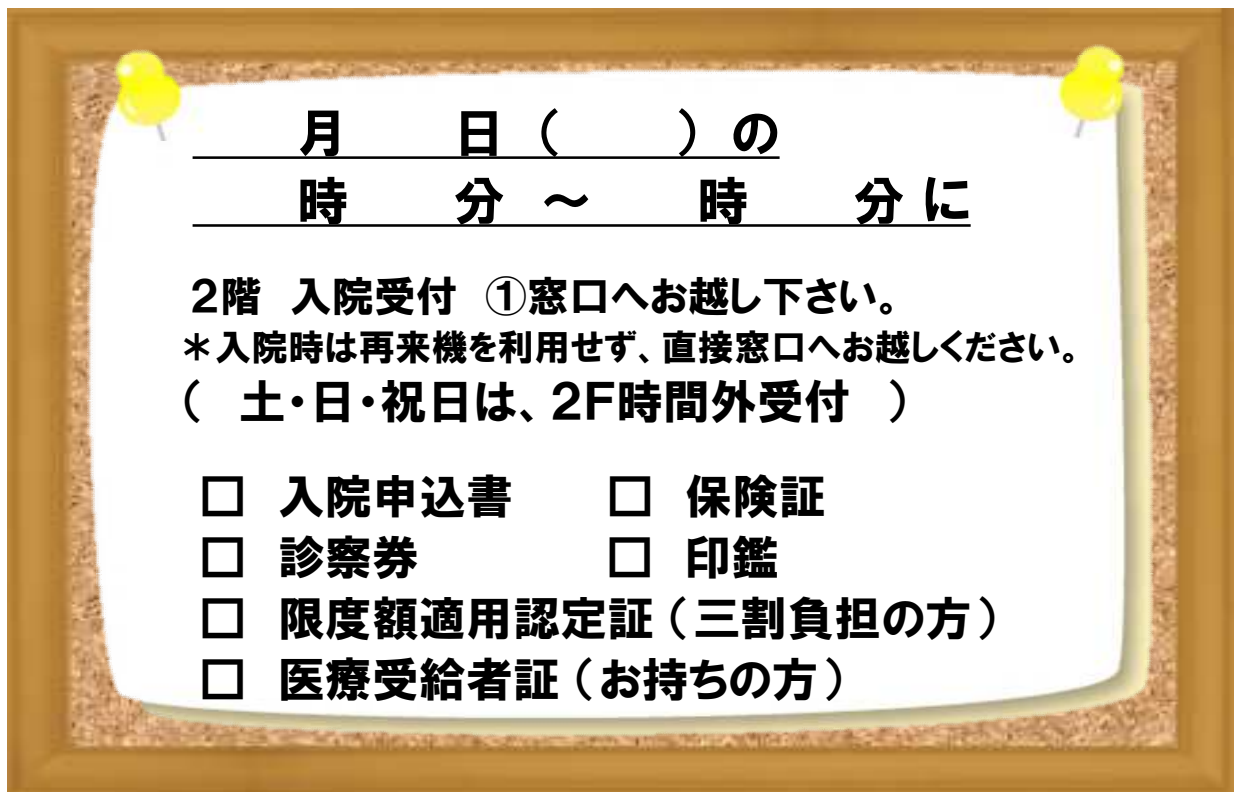 月　　日（　　）の
時　　分　～　　時　　分に
２階　入院受付　①窓口へお越し下さい。
＊入院時は再来機を利用せず、直接窓口へお越しください。
（　土・日・祝日は、２Ｆ時間外受付　）
□　入院申込書　　□　保険証
□　診察券　　□　印鑑
□　限度額適用認定証（三割負担の方）
□　医療受給者証（お持ちの方）